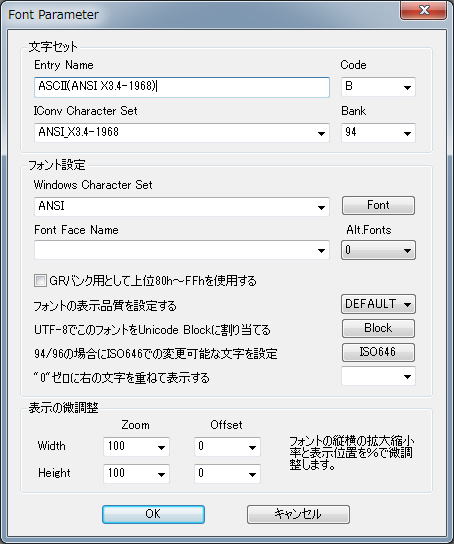 Font Parameter
文字セット
Entry Name
Code
ASCII(ANSI X3.4-1968)
B
IConv Character Set
Bank
ANSI_X3.4-1968
94
フォント設定
Windows Character Set
ANSI
Font
Font Face Name
Alt.Fonts
0
GRバンク用として上位80h～FFhを使用する
フォントの表示品質を設定する
DEFAULT
UTF-8でこのフォントをUnicode Blockに割り当てる
Block
94/96の場合にISO646での変更可能な文字を設定
ISO646
"0"ゼロに右の文字を重ねて表示する
表示の微調整
Zoom
Offset
Width
100
0
フォントの縦横の拡大縮小
率と表示位置を%で微調
整します。
Height
100
0
OK
キャンセル